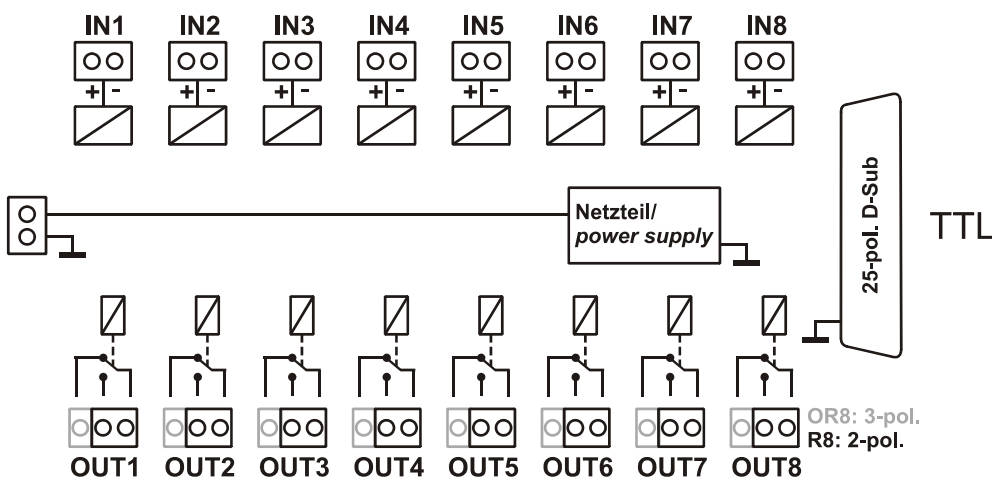 IN1 IN2 IN3 IN4 IN5 IN6 IN7 IN8
+ - + - + - + - + - + - + - + -
Netzteil/
power supply
25-pol. D-Sub
TTL
OR8: 3-pol.
R8: 2-pol.
OUT1 OUT2 OUT3 OUT4 OUT5 OUT6 OUT7 OUT8